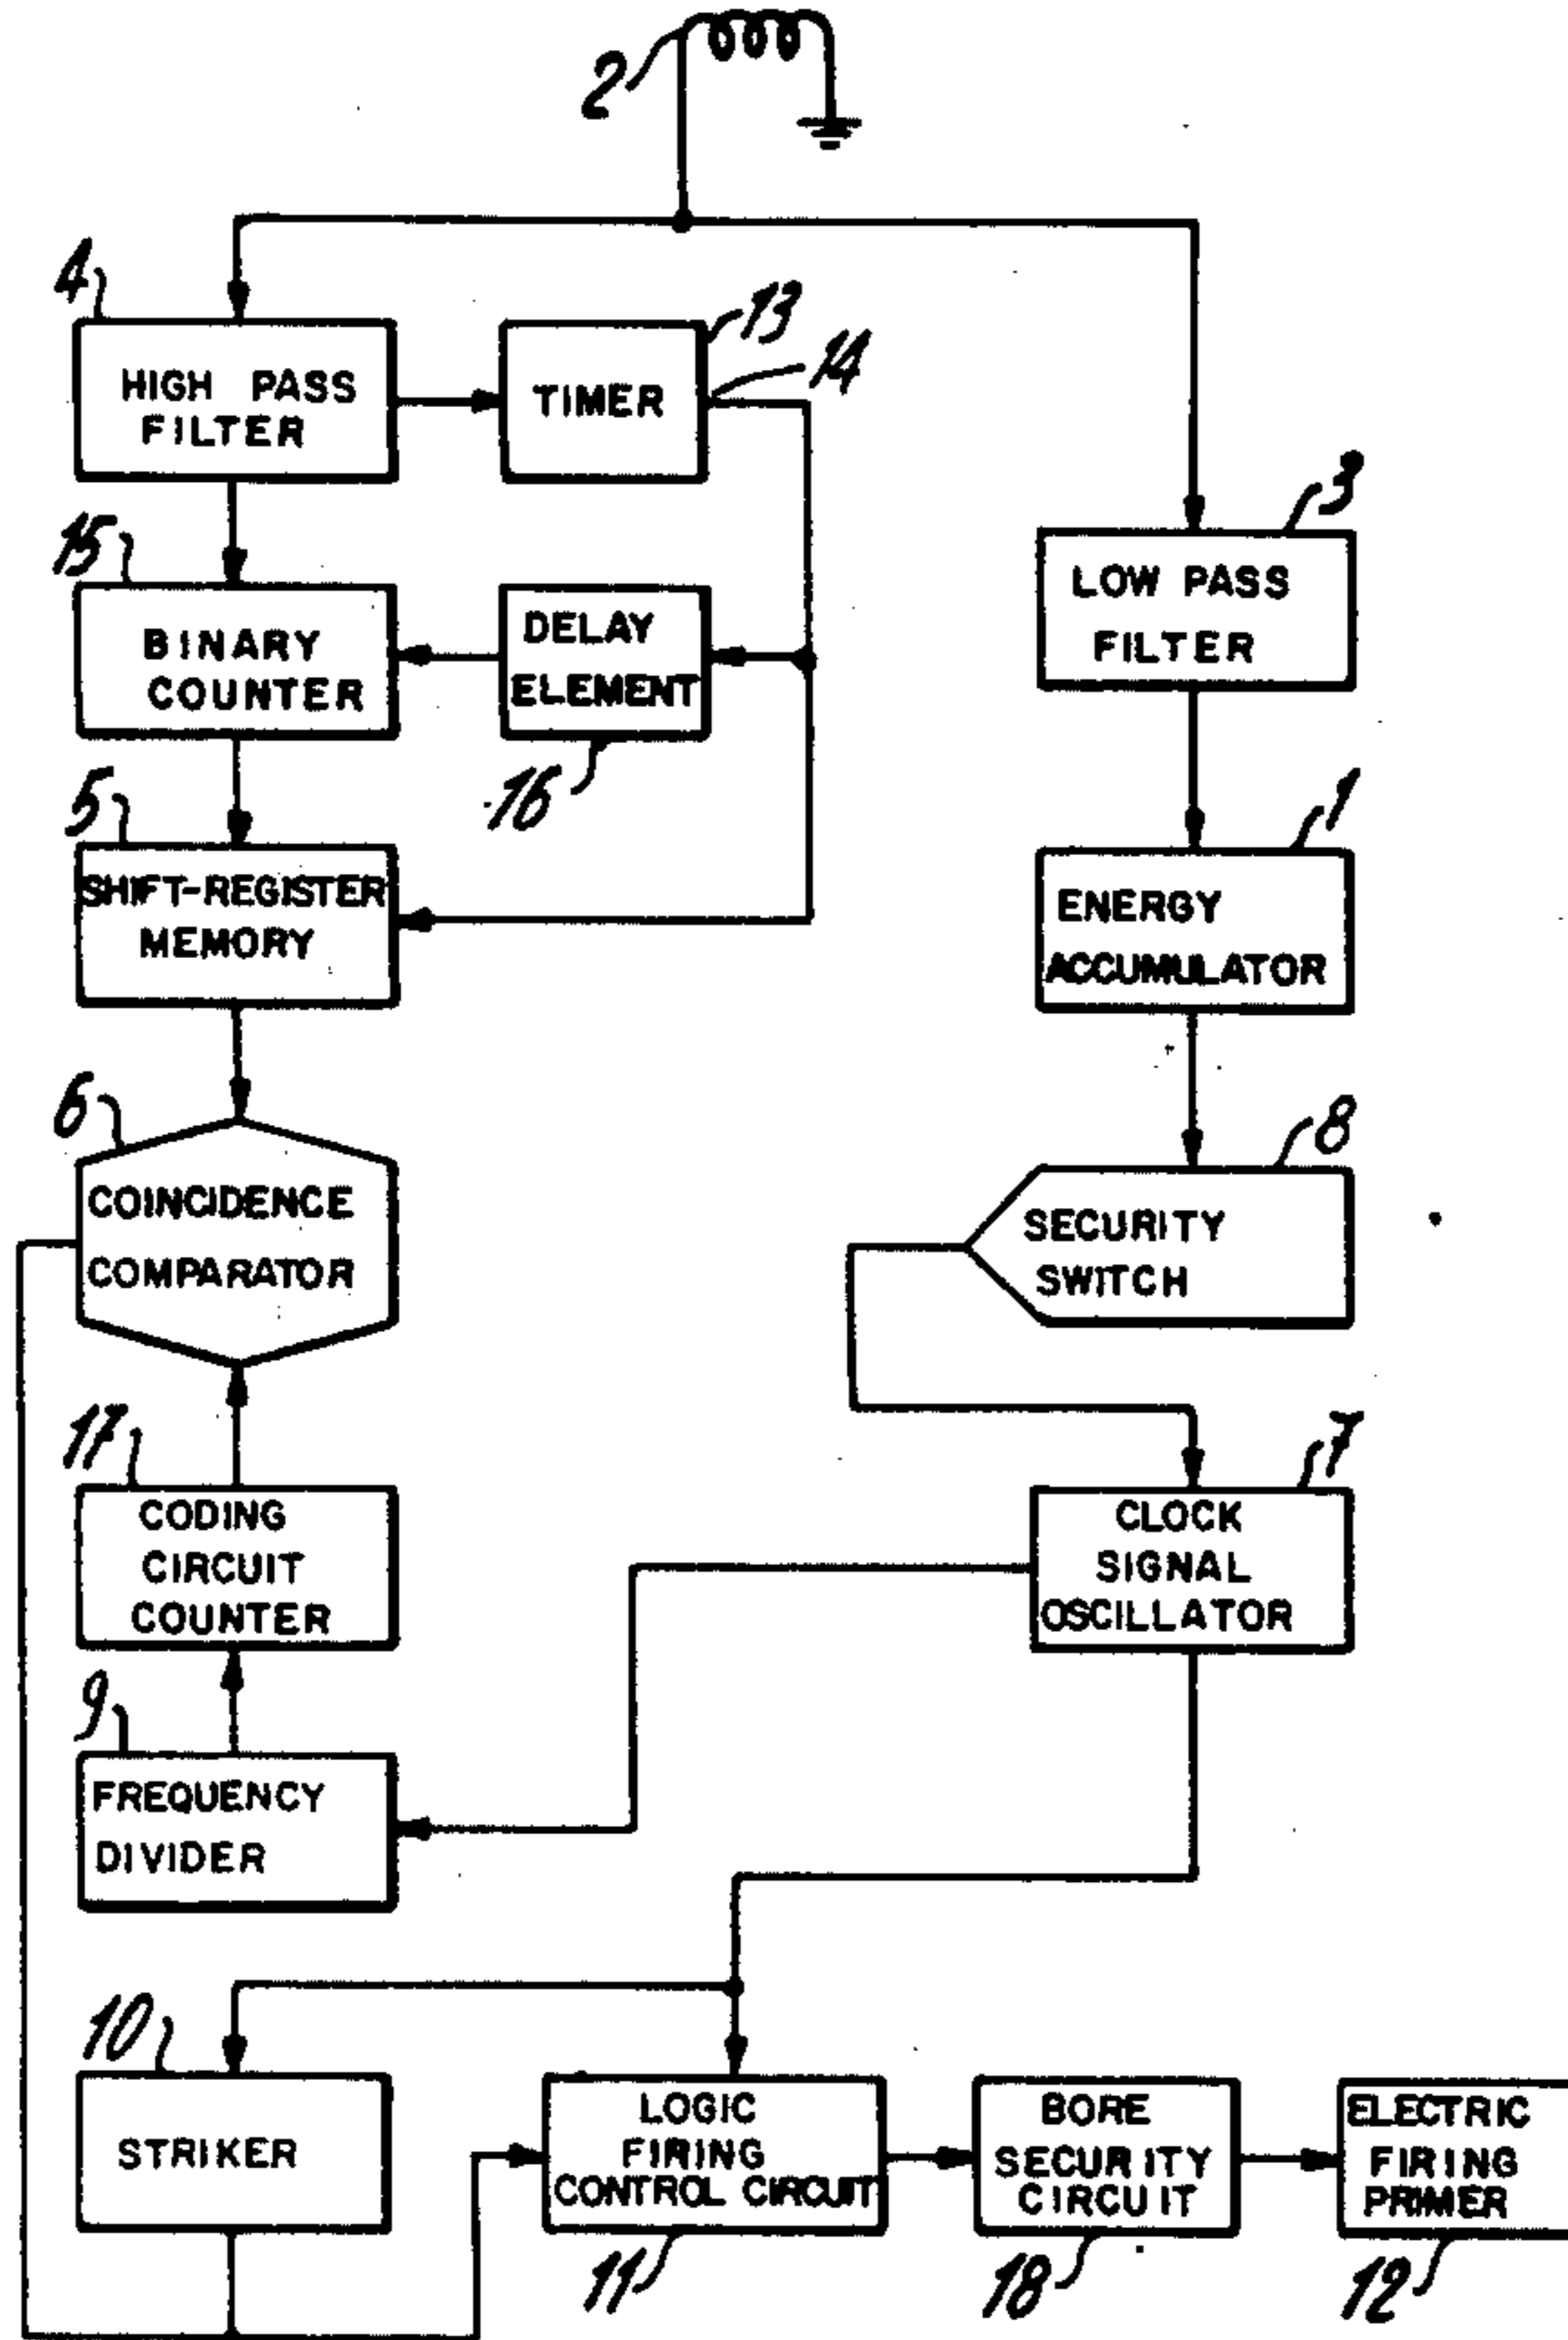 2
4
HIGH PASS
FILTER
13
TIMER
14
3
LOW PASS
FILTER
15
BINARY
COUNTER
DELAY
ELEMENT
16
5
SHIFT-REGISTER
MEMORY
1
ENERGY
ACCUMULATOR
6
COINCIDENCE
COMPARATOR
8
SECURITY
SWITCH
17
CODING
CIRCUIT
COUNTER
7
CLOCK
SIGNAL
OSCILLATOR
9
FREQUENCY
DIVIDER
10
STRIKER
LOGIC
FIRING
CONTROL CIRCUIT
11
BORE
SECURITY
CIRCUIT
18
ELECTRIC
FIRING
PRIMER
12